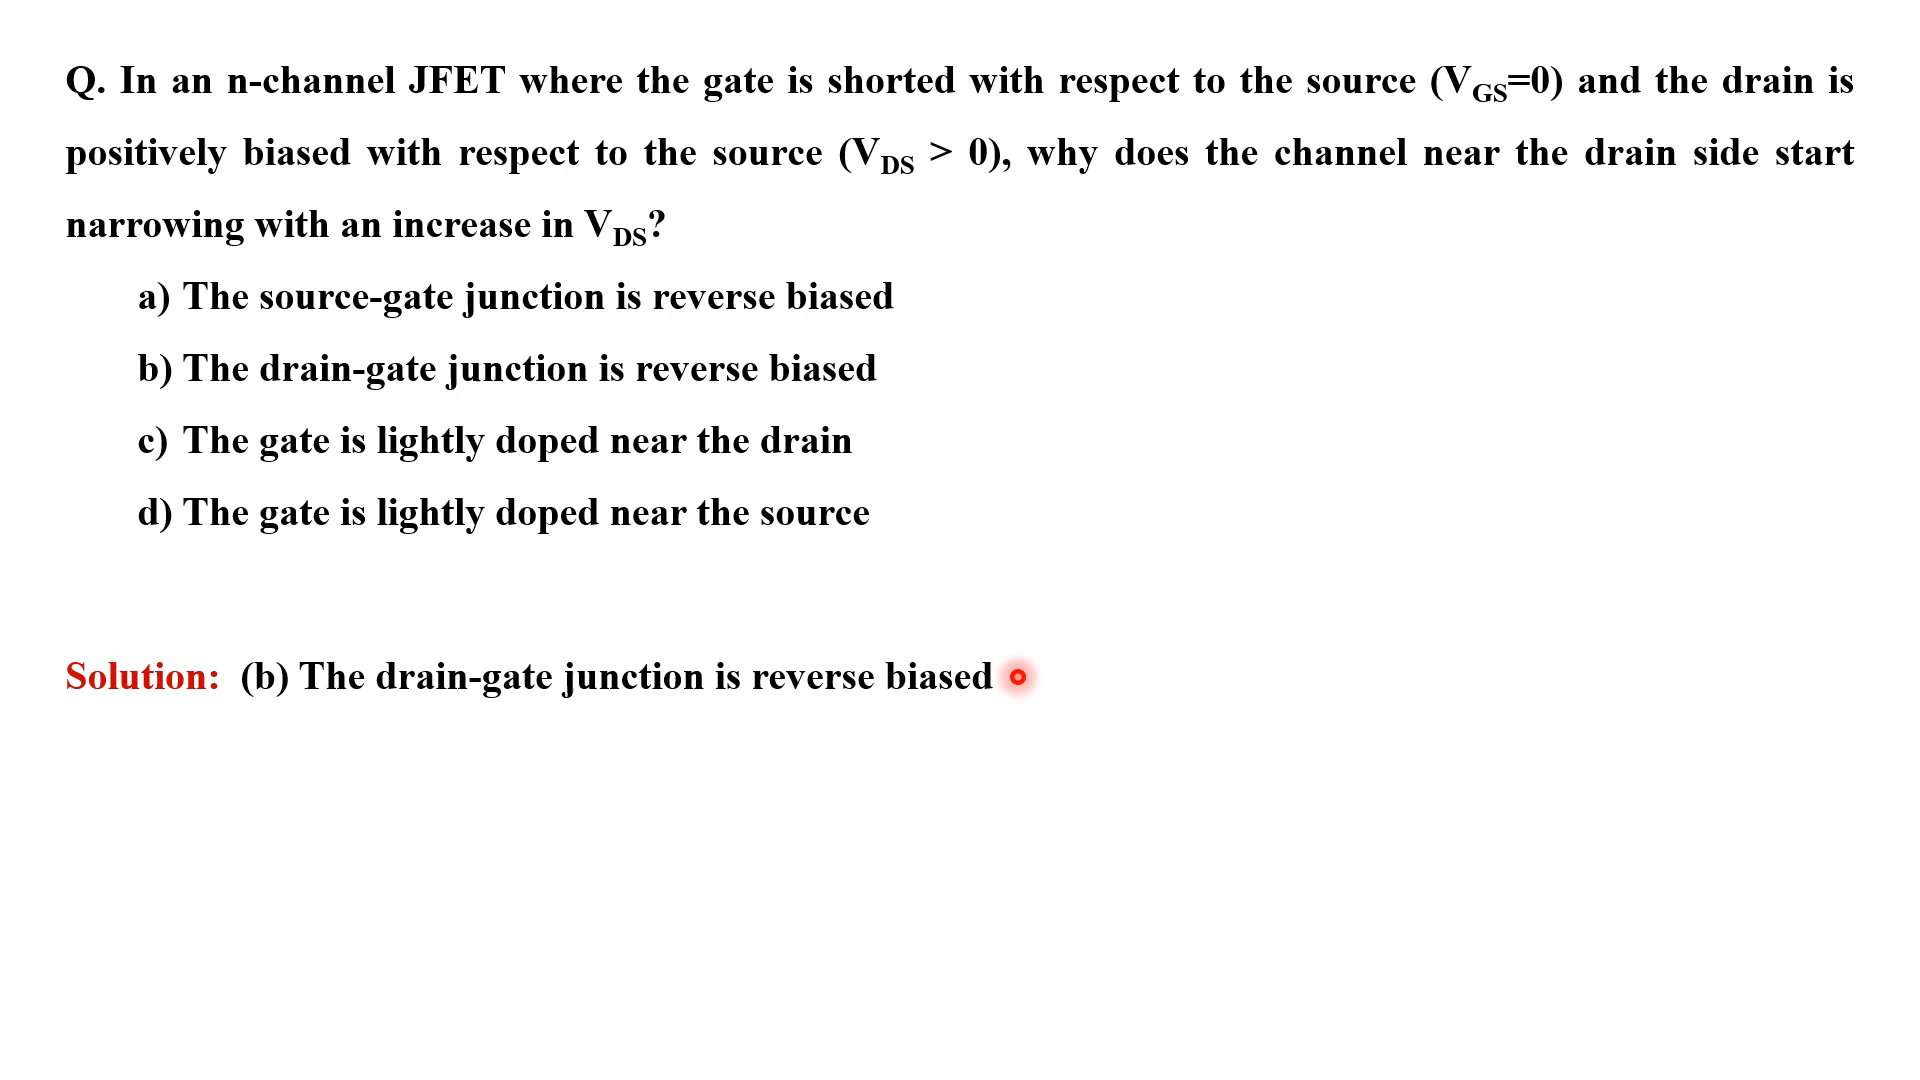 Q. In an n-channel JFET where the gate is shorted with respect to the source (VGS=0) and the drain is
positively biased with respect to the source (VDS > 0), why does the channel near the drain side start
narrowing with an increase in VDS?
a) The source-gate junction is reverse biased
b) The drain-gate junction is reverse biased
c) The gate is lightly doped near the drain
d) The gate is lightly doped near the source
Solution: (b) The drain-gate junction is reverse biased